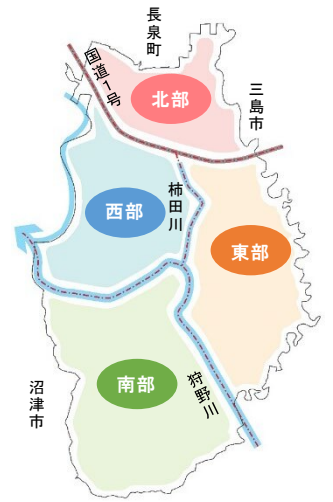 長泉町
国道1号
北部
三島市
柿田川
西部
東部
南部
狩野川
沼津市